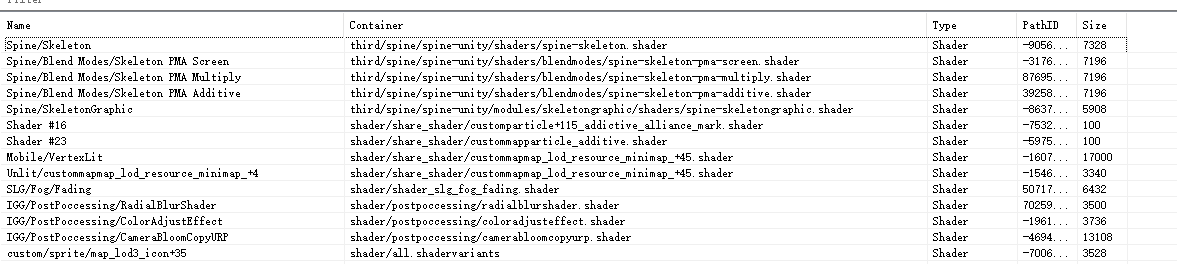 Name Container Type PathID Size
Spine/Skeleton third/spine/spine-unity/shaders/spine-skeleton.shader Shader -9056... 7328
Spine/Blend Modes/Skeleton PMA Screen third/spine/spine-unity/shaders/blendmodes/spine-skeleton-pma-screen.shader Shader -3176... 7196
Spine/Blend Modes/Skeleton PMA Multiply third/spine/spine-unity/shaders/blendmodes/spine-skeleton-pma-multiply.shader Shader 87695... 7196
Spine/Blend Modes/Skeleton PMA Additive third/spine/spine-unity/shaders/blendmodes/spine-skeleton-pma-additive.shader Shader 39258... 7196
Spine/SkeletonGraphic third/spine/spine-unity/modules/skeletongraphic/shaders/spine-skeletongraphic.shader Shader -8637... 5908
Shader #16 shader/share_shader/customparticle+115_addictive_alliance_mark.shader Shader -7532... 100
Shader #23 shader/share_shader/custommapparticle_additive.shader Shader -5975... 100
Mobile/VertexLit shader/share_shader/custommapmap_lod_resource_minimap_+45.shader Shader -1607... 17000
Unlit/custommapmap_lod_resource_minimap_+4 shader/share_shader/custommapmap_lod_resource_minimap_+45.shader Shader -1546... 3340
SLG/Fog/Fading shader/shader_slg_fog_fading.shader Shader 50717... 6432
IGG/PostPoccessing/RadialBlurShader shader/postpoccessing/radialblurshader.shader Shader 70259... 3500
IGG/PostPoccessing/ColorAdjustEffect shader/postpoccessing/coloradjusteffect.shader Shader -1961... 3736
IGG/PostPoccessing/CameraBloomCopyURP shader/postpoccessing/camerabloomcopyurp.shader Shader -4694... 13108
custom/sprite/map_lod3_icon+35 shader/all.shadervariants Shader -7006... 3528